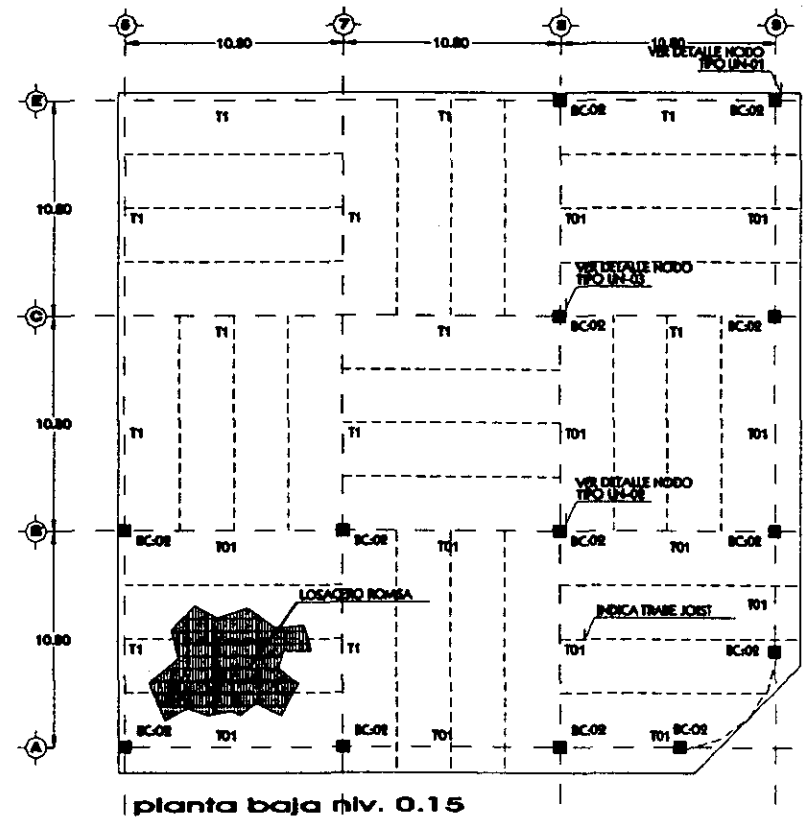 6 7 8 9
10.80 10.80 10.80
VER DETALLE NODO
TIPO UN-01
E
T1 T1 BC:02 T1 BC:02
10.80
T1 T1 T01 T01
VER DETALLE NODO
TIPO UN-03
C
T1 T1 BC:02 T1 BC:02
10.80
T1 T1 T01 T01
VER DETALLE NODO
TIPO UN-02
B
BC:02 T01 BC:02 T01 BC:02 T01 BC:02
LOSACERO ROMSA
INDICA TRABE JOIST
T01
10.80
T1 T1 T01 BC:02
A
BC:02 T01 BC:02 T01 BC:02 T01 BC:02
planta baja niv. 0.15